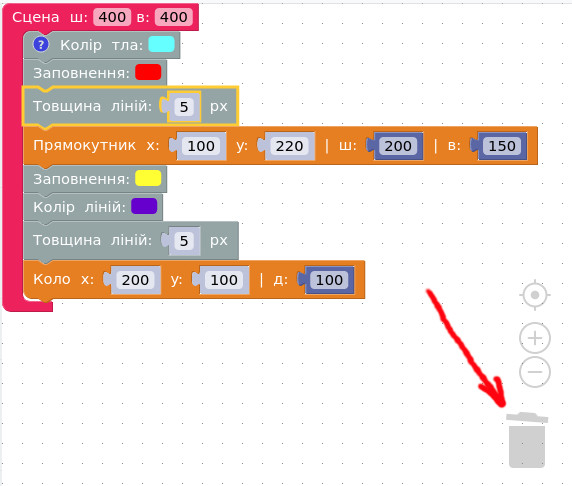 Сцена ш: 400 в: 400
? Колір тла:
Заповнення:
Товщина ліній: 5 px
Прямокутник x: 100 y: 220 | ш: 200 | в: 150
Заповнення:
Колір ліній:
Товщина ліній: 5 px
Коло x: 200 y: 100 | д: 100